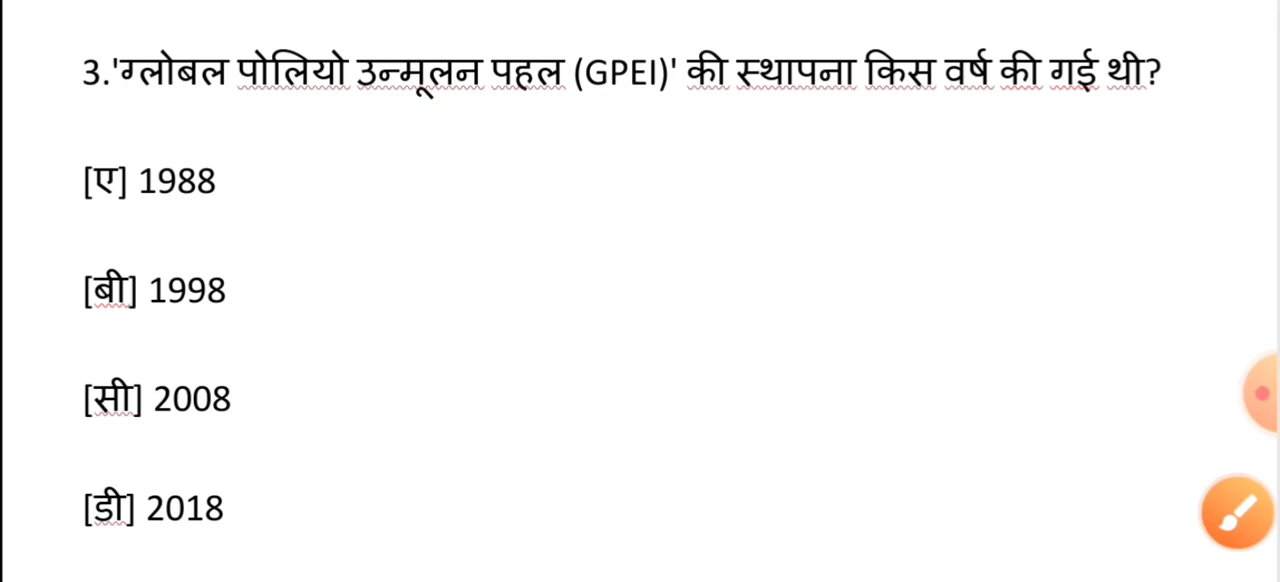 3.'ग्लोबल पोलियो उन्मूलन पहल (GPEI)' की स्थापना किस वर्ष की गई थी?
[ए] 1988
[बी] 1998
[सी] 2008
[डी] 2018